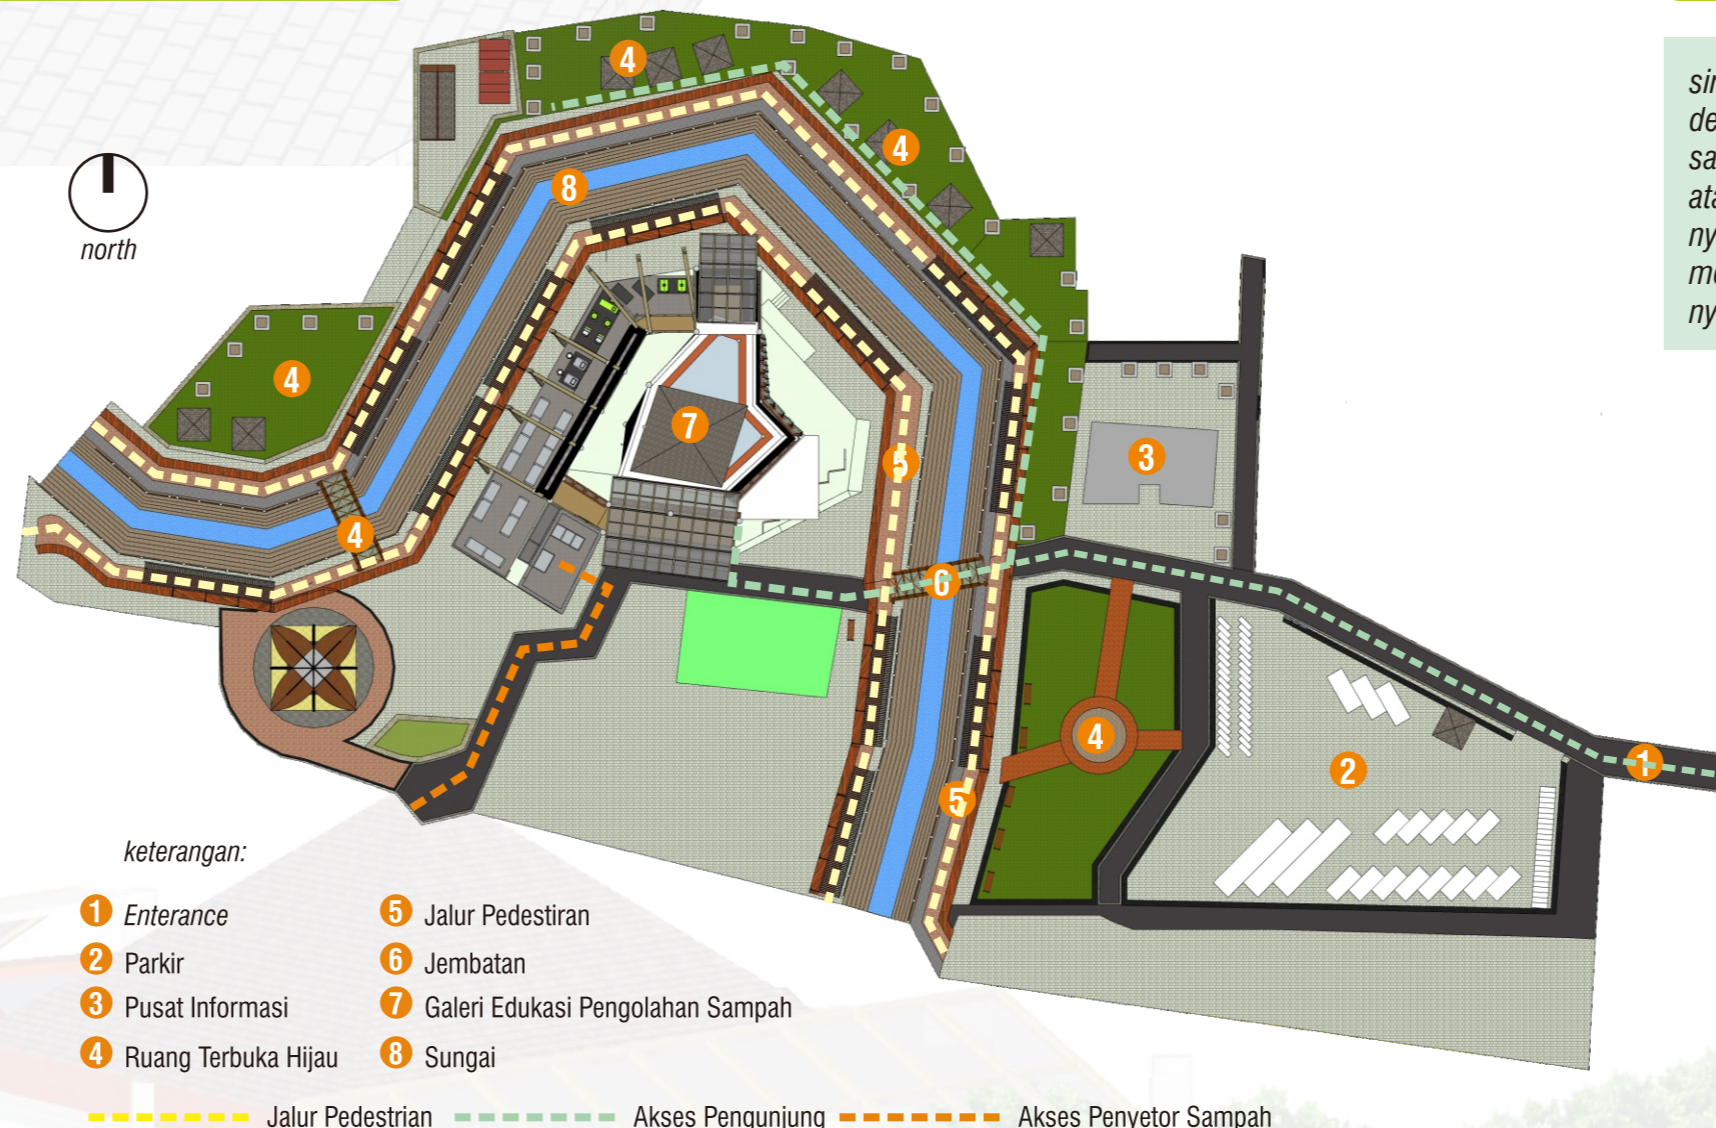 north
4
4
8
4
7
5
3
4
6
4
5
2
1
keterangan:
1 Enterance
2 Parkir
3 Pusat Informasi
4 Ruang Terbuka Hijau
5 Jalur Pedestiran
6 Jembatan
7 Galeri Edukasi Pengolahan Sampah
8 Sungai
Jalur Pedestrian
Akses Pengunjung
Akses Penyetor Sampah